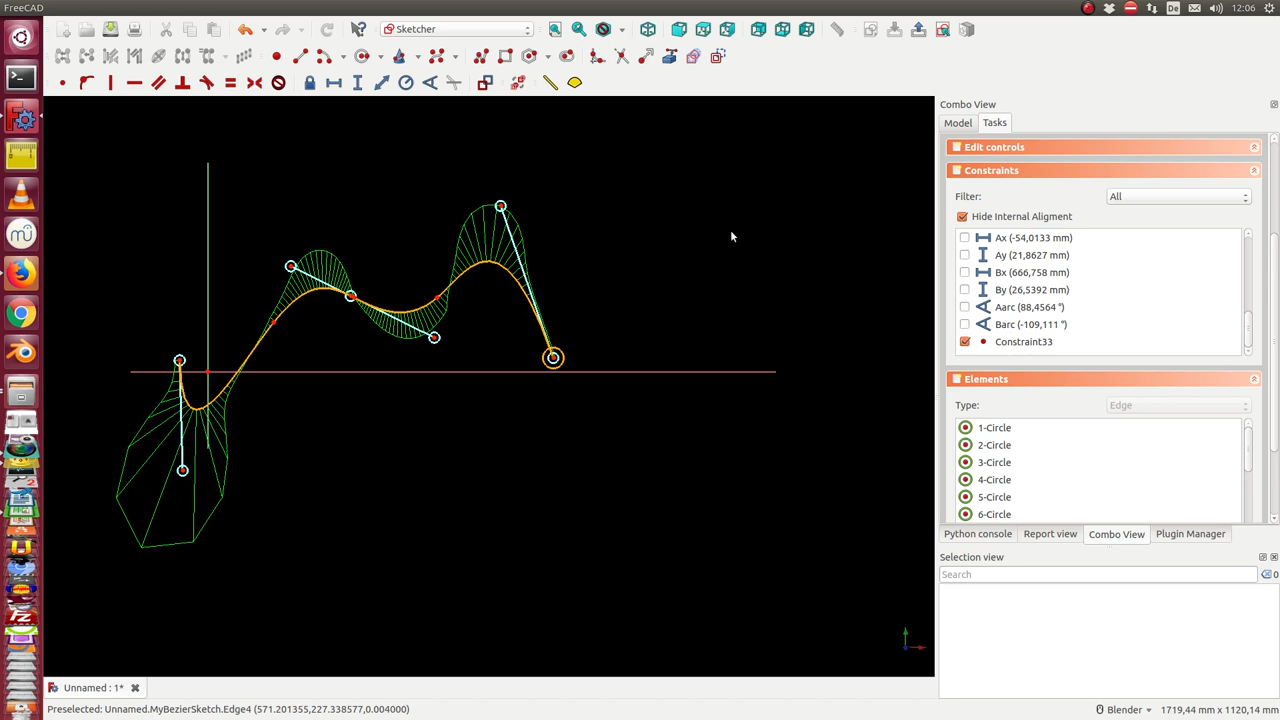 FreeCAD
De
12:06
Sketcher
Combo View
Model
Tasks
Edit controls
Constraints
Filter:
All
Hide Internal Aligment
Ax (-54,0133 mm)
Ay (21,8627 mm)
Bx (666,758 mm)
By (26,5392 mm)
Aarc (88,4564 °)
Barc (-109,111 °)
Constraint33
Elements
Type:
Edge
1-Circle
2-Circle
3-Circle
4-Circle
5-Circle
6-Circle
Python console
Report view
Combo View
Plugin Manager
Selection view
Search
0
Unnamed : 1*
Preselected: Unnamed.MyBezierSketch.Edge4 (571.201355,227.338577,0.004000)
Blender
1719,44 mm x 1120,14 mm